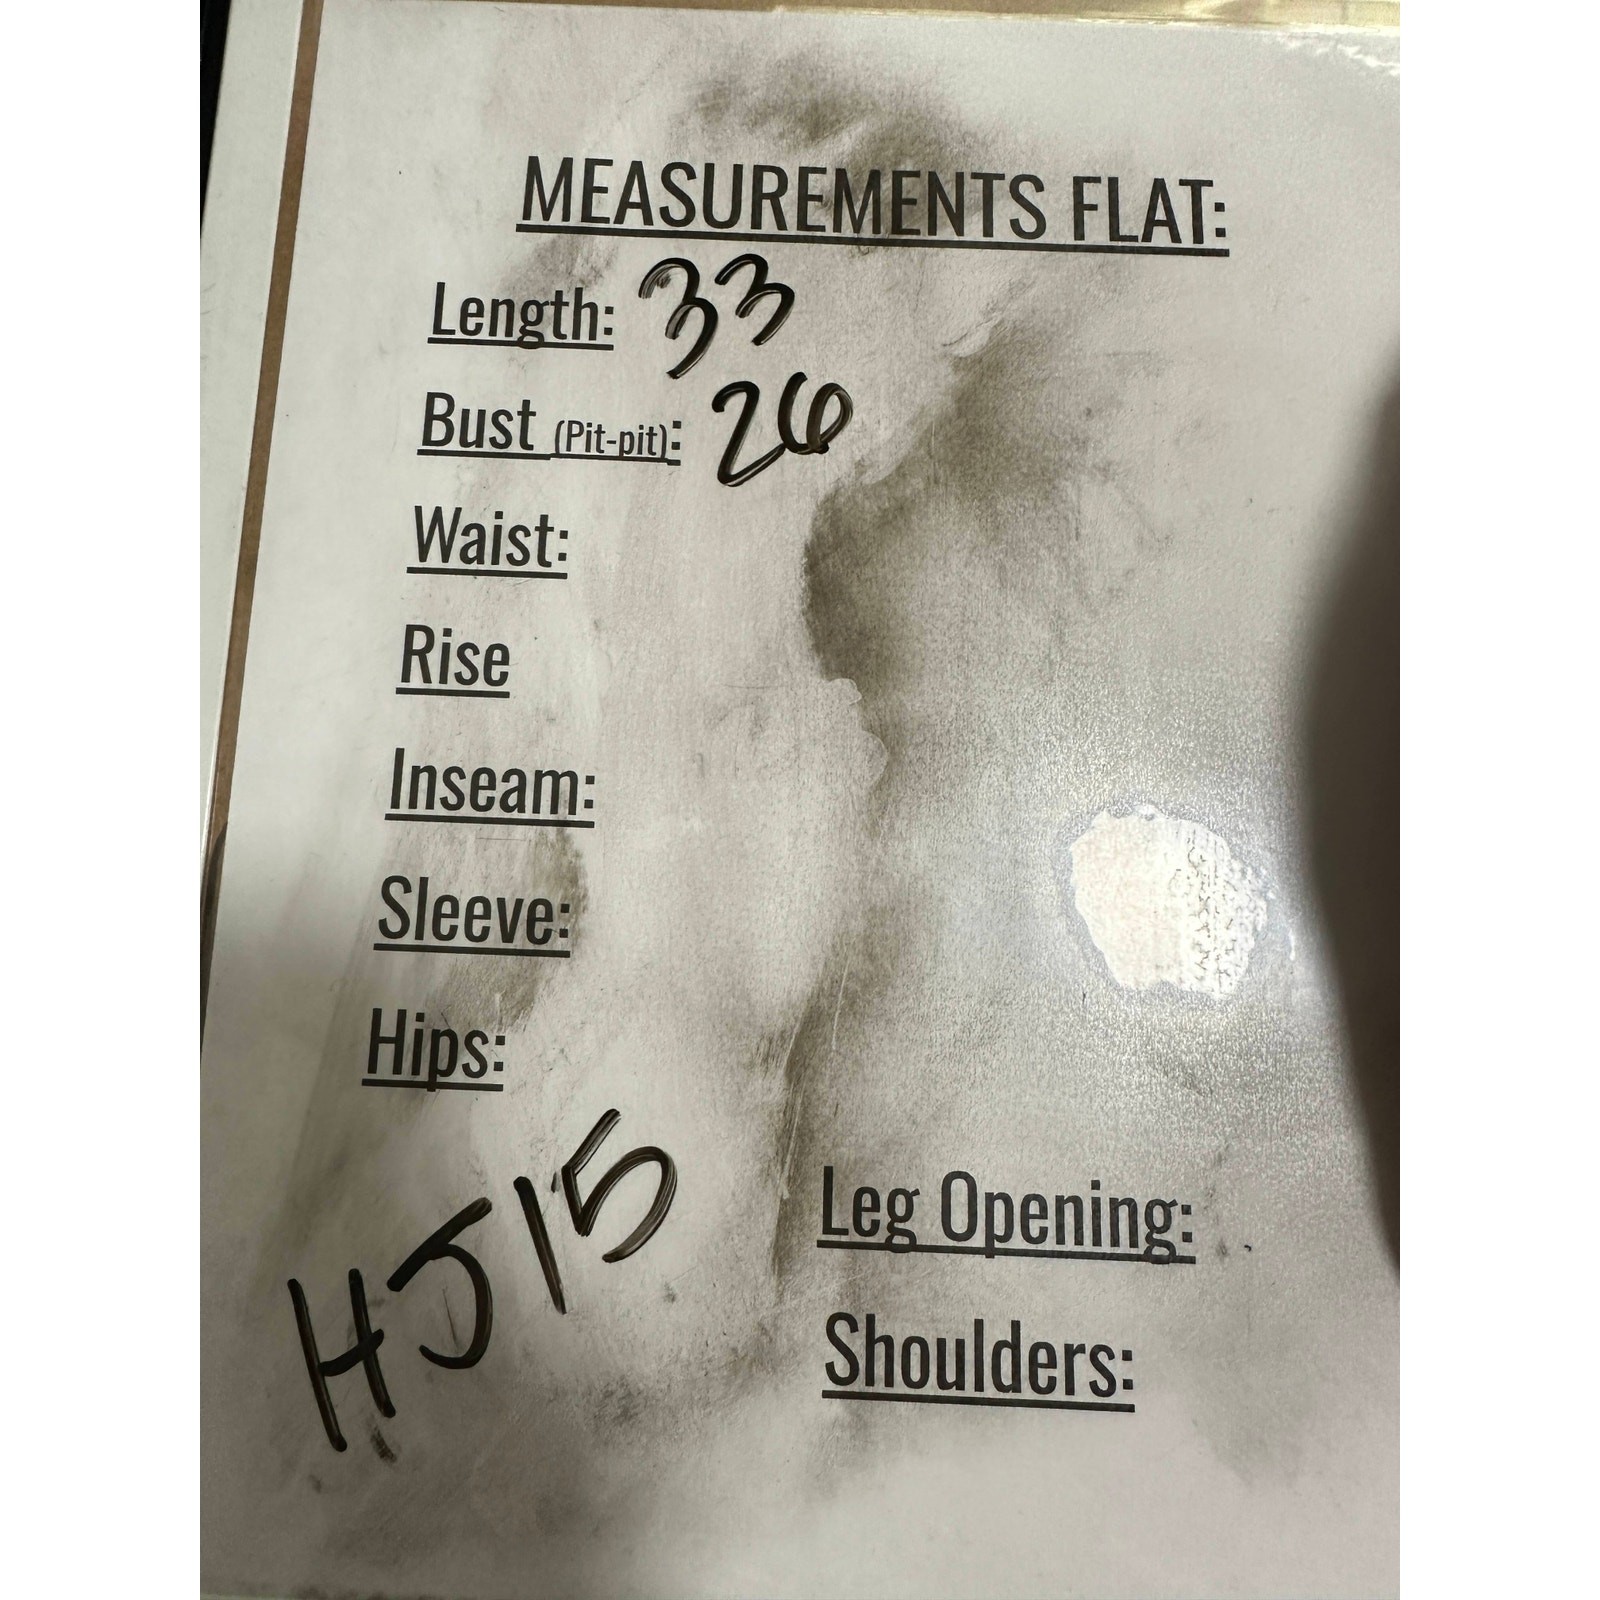 MEASUREMENTS FLAT:
Length: 33
Bust (Pit-pit): 26
Waist:
Rise
Inseam:
Sleeve:
Hips:
HJ15
Leg Opening:
Shoulders: